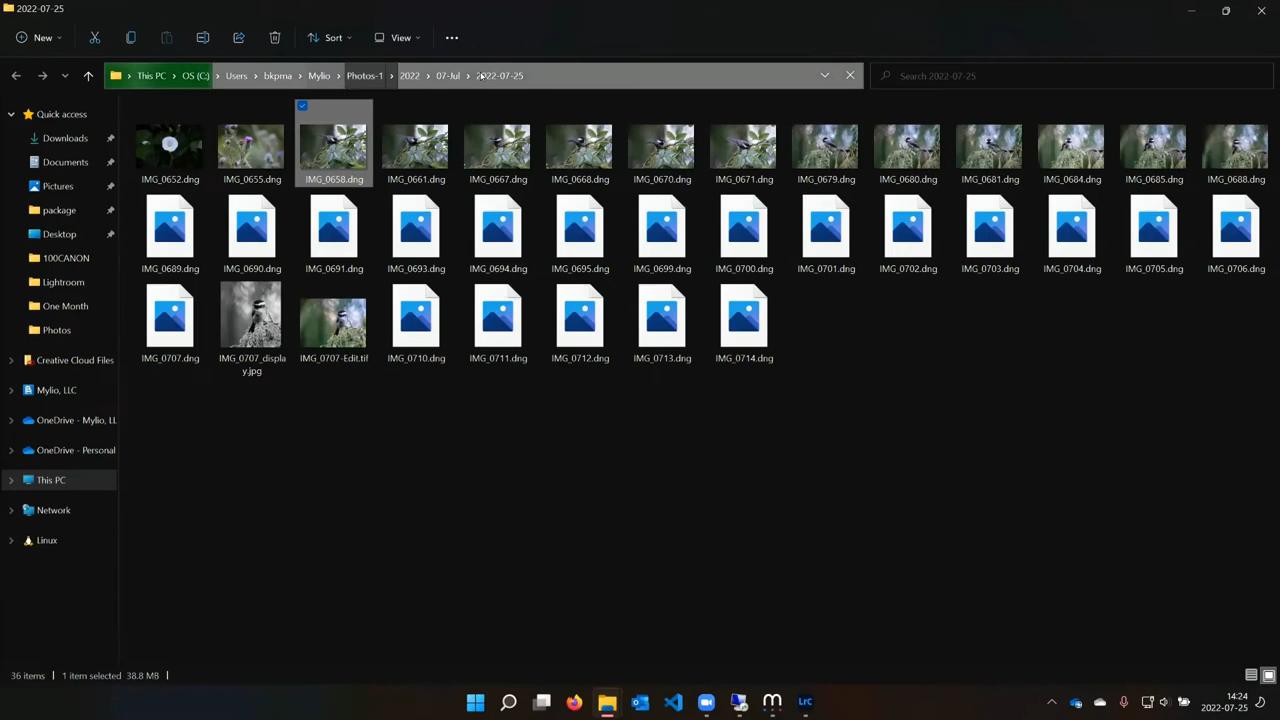 2022-07-25
New
Sort
View
This PC
OS (C:)
Users
bkpma
Mylio
Photos-1
2022
07-Jul
2022-07-25
Search 2022-07-25
Quick access
Downloads
Documents
Pictures
package
Desktop
100CANON
Lightroom
One Month
Photos
Creative Cloud Files
Mylio, LLC
OneDrive - Mylio, LL
OneDrive - Personal
This PC
Network
Linux
IMG_0652.dng
IMG_0655.dng
IMG_0658.dng
IMG_0661.dng
IMG_0667.dng
IMG_0668.dng
IMG_0670.dng
IMG_0671.dng
IMG_0679.dng
IMG_0680.dng
IMG_0681.dng
IMG_0684.dng
IMG_0685.dng
IMG_0688.dng
IMG_0689.dng
IMG_0690.dng
IMG_0691.dng
IMG_0693.dng
IMG_0694.dng
IMG_0695.dng
IMG_0699.dng
IMG_0700.dng
IMG_0701.dng
IMG_0702.dng
IMG_0703.dng
IMG_0704.dng
IMG_0705.dng
IMG_0706.dng
IMG_0707.dng
IMG_0707_displa
y.jpg
IMG_0707-Edit.tif
IMG_0710.dng
IMG_0711.dng
IMG_0712.dng
IMG_0713.dng
IMG_0714.dng
36 items
1 item selected 38.8 MB
LrC
14:24
2022-07-25